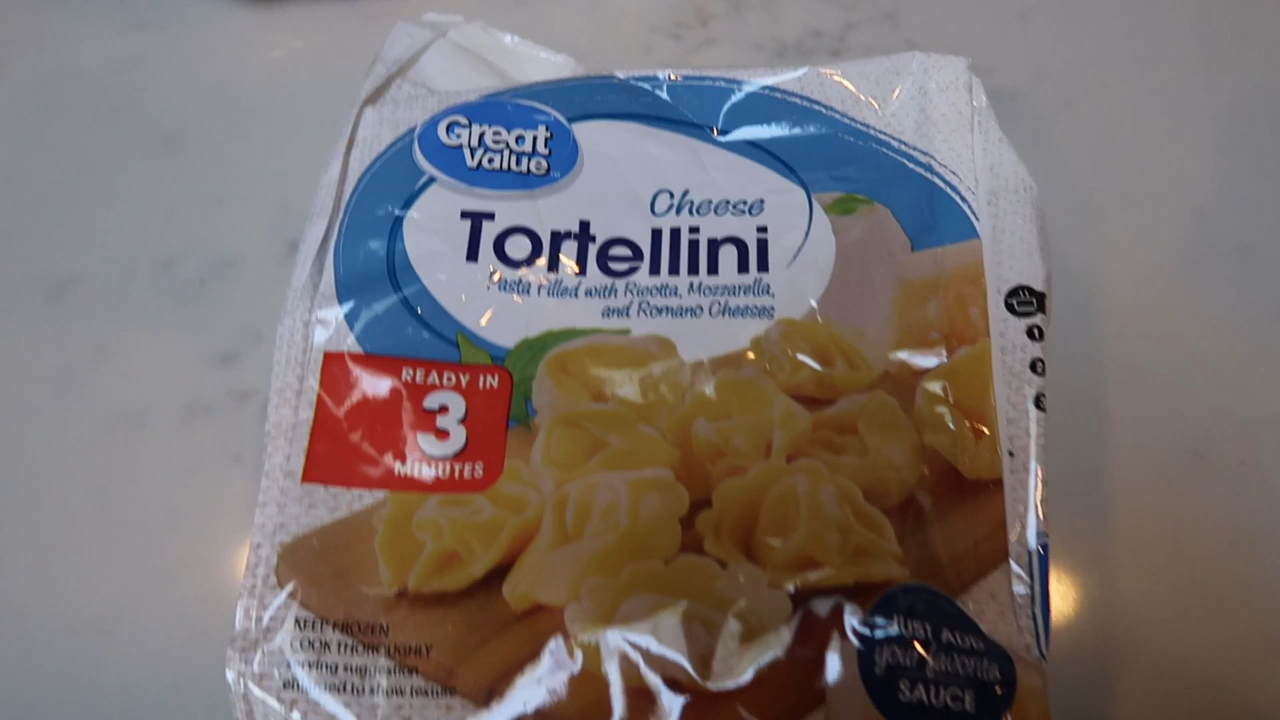 Great
Value
Cheese
Tortellini
Pasta Filled with Ricotta, Mozzarella,
and Romano Cheeses
READY IN
3
MINUTES
KEEP FROZEN
COOK THOROUGHLY
serving suggestion
enlarged to show texture
JUST ADD
your favorite
SAUCE